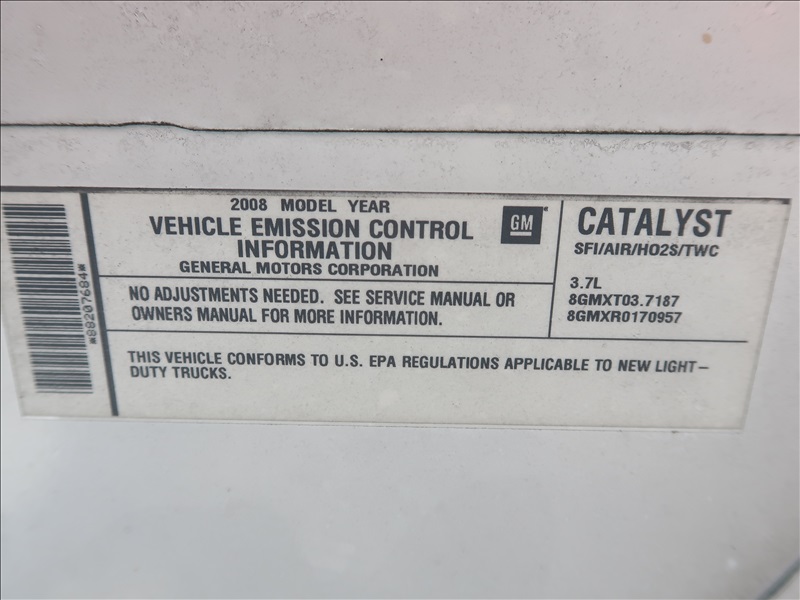 2008 MODEL YEAR
VEHICLE EMISSION CONTROL
INFORMATION
GENERAL MOTORS CORPORATION
GM
NO ADJUSTMENTS NEEDED. SEE SERVICE MANUAL OR
OWNERS MANUAL FOR MORE INFORMATION.
CATALYST
SFI/AIR/HO2S/TWC
3.7L
8GMXT03.7187
8GMXR0170957
THIS VEHICLE CONFORMS TO U.S. EPA REGULATIONS APPLICABLE TO NEW LIGHT-
DUTY TRUCKS.
*88207684*